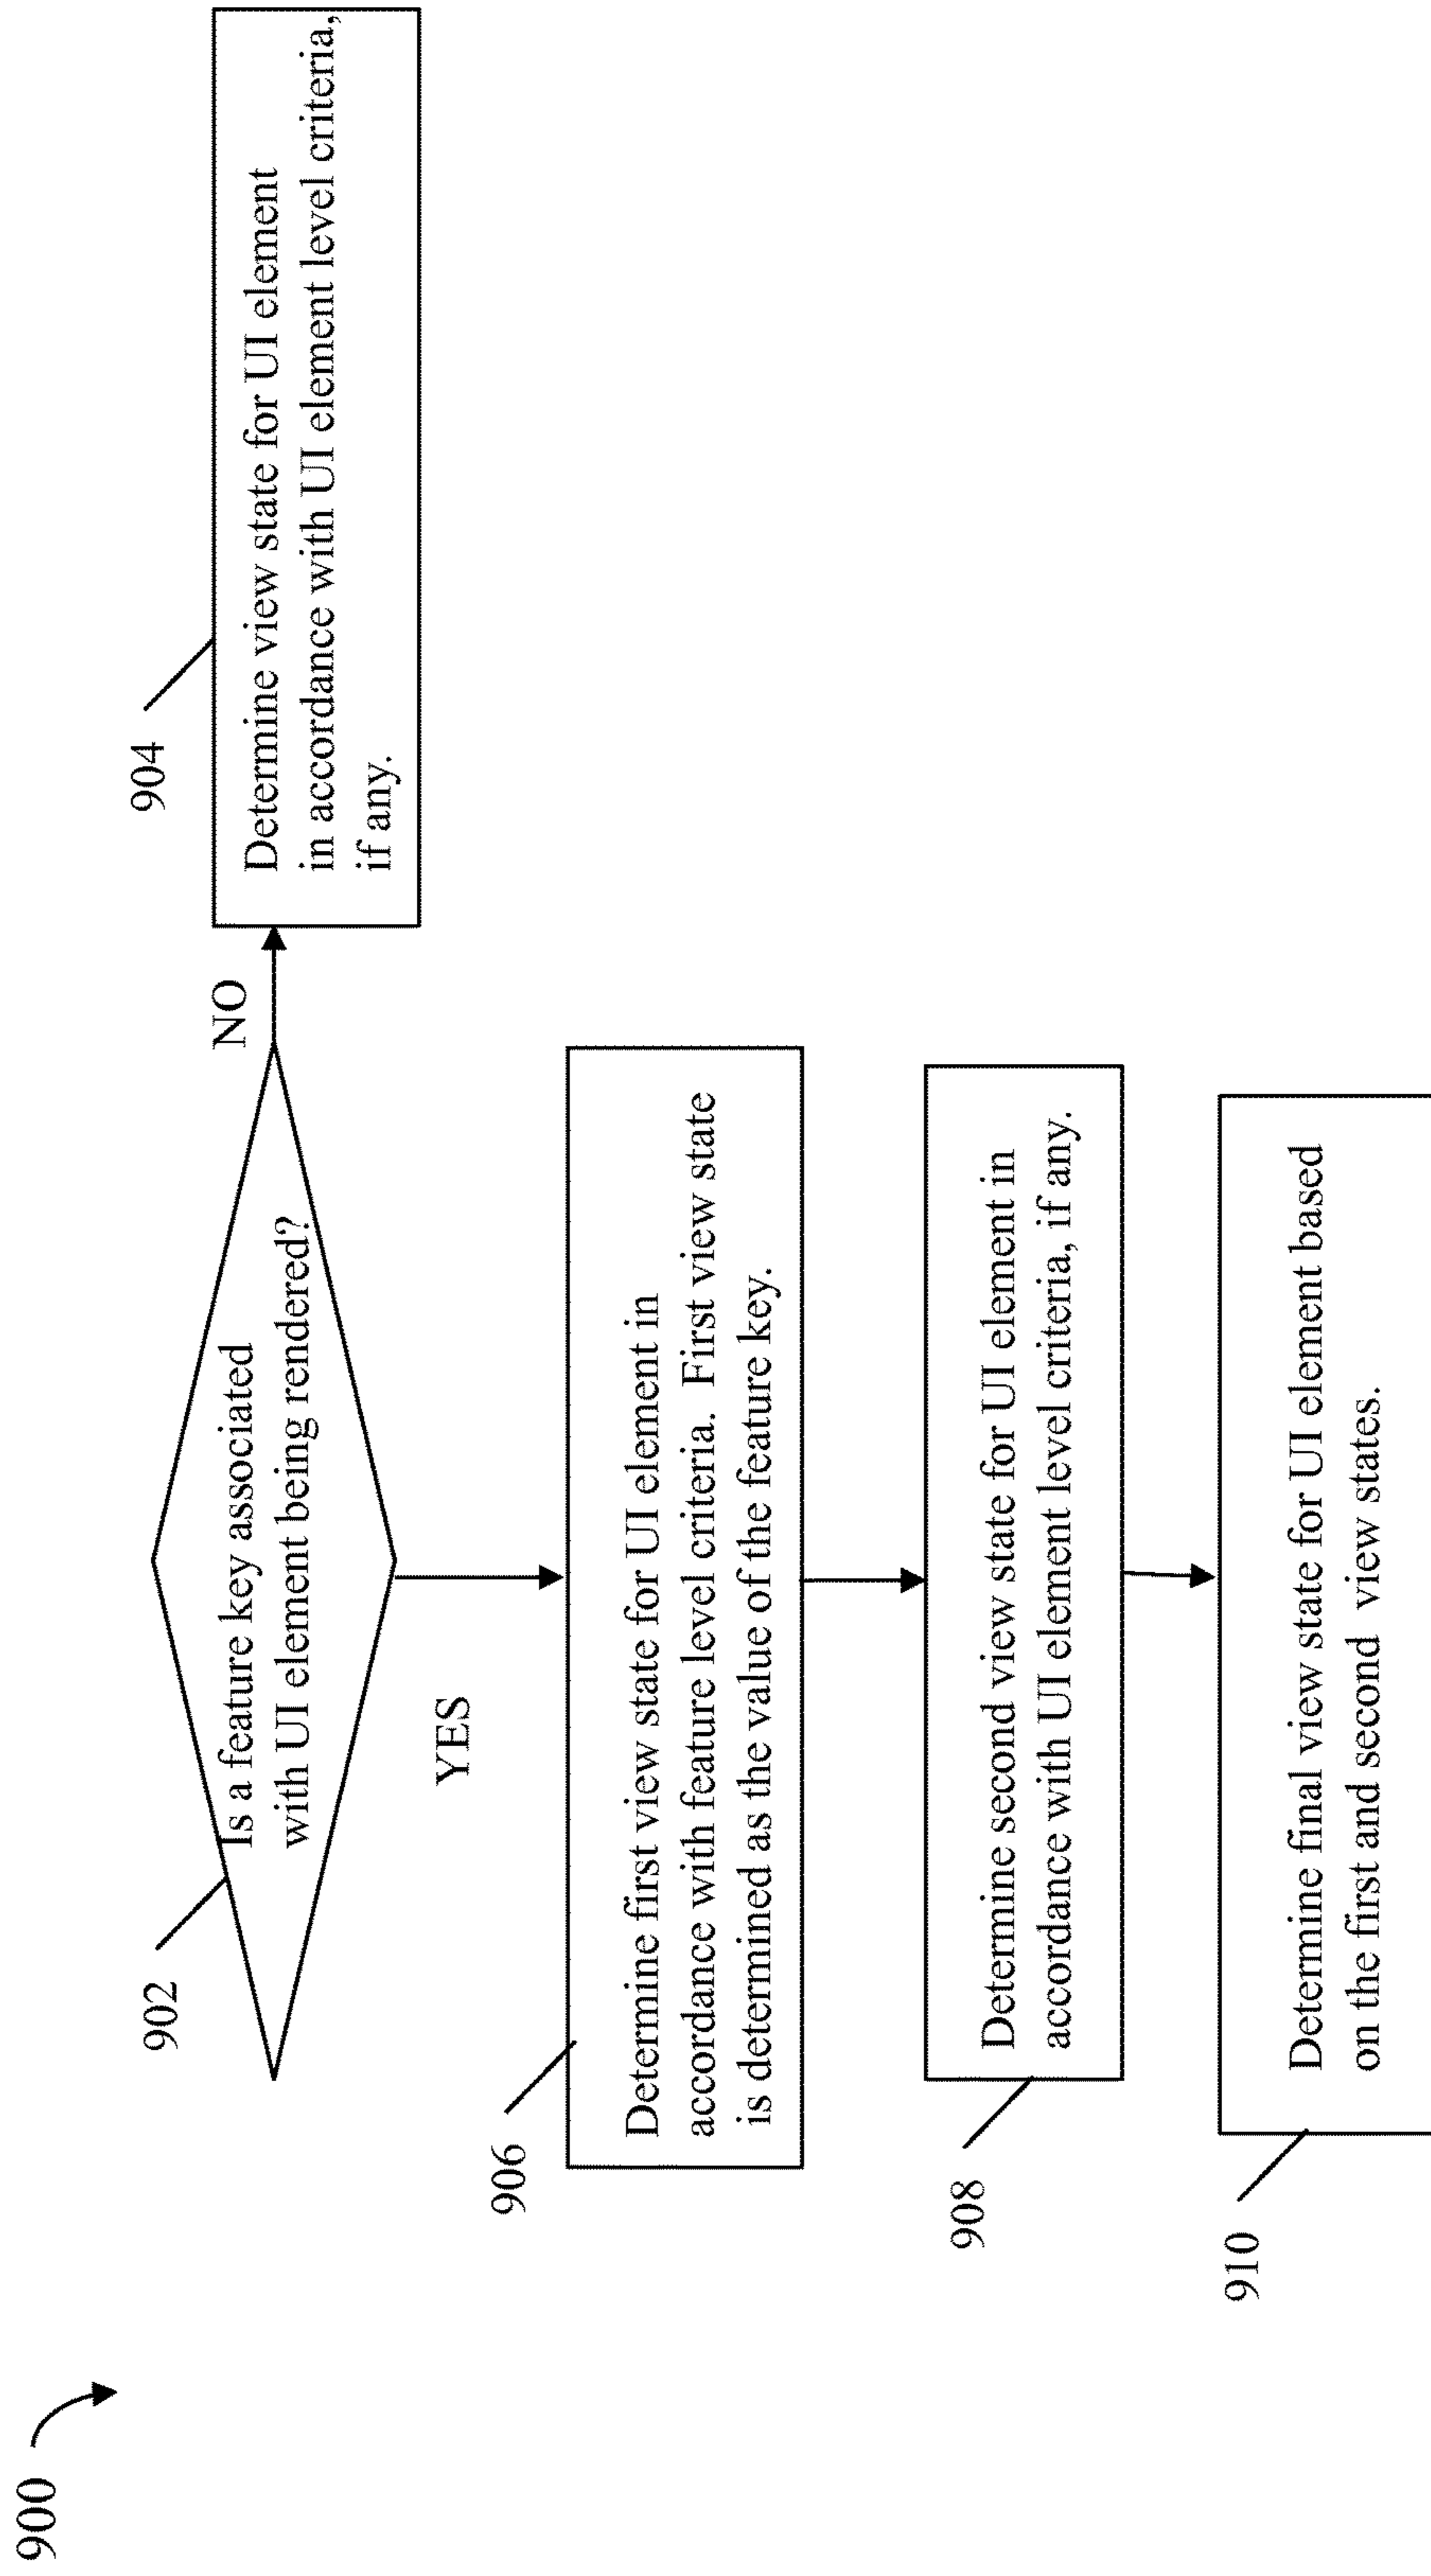 900
902
Is a feature key associated
with UI element being rendered?
NO
904
Determine view state for UI element
in accordance with UI element level criteria,
if any.
YES
906
Determine first view state for UI element in
accordance with feature level criteria. First view state
is determined as the value of the feature key.
908
Determine second view state for UI element in
accordance with UI element level criteria, if any.
910
Determine final view state for UI element based
on the first and second view states.